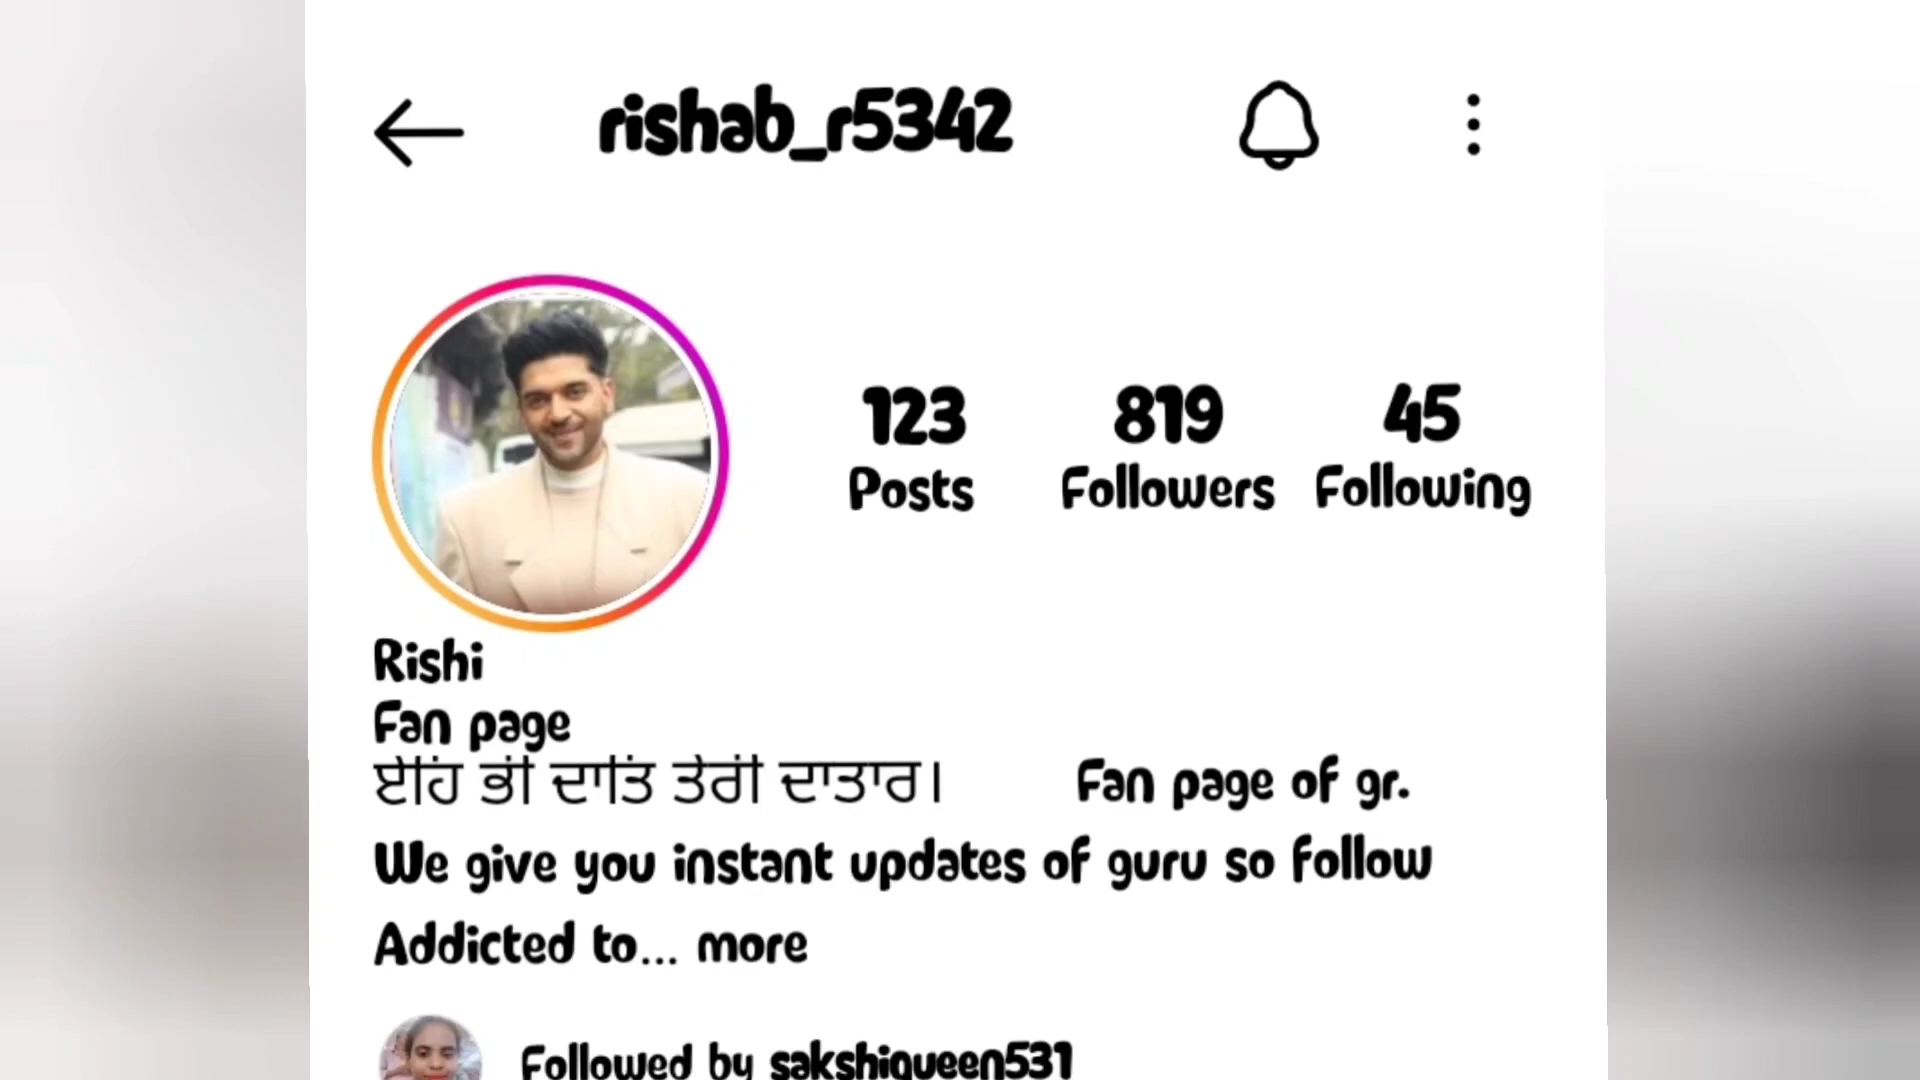 rishab_r5342
123 819 45
Posts Followers Following
Rishi
Fan page
ਏਹਿ ਭੀ ਦਾਤਿ ਤੇਰੀ ਦਾਤਾਰ। Fan page of gr.
We give you instant updates of guru so follow
Addicted to... more
Followed by sakshiqueen531